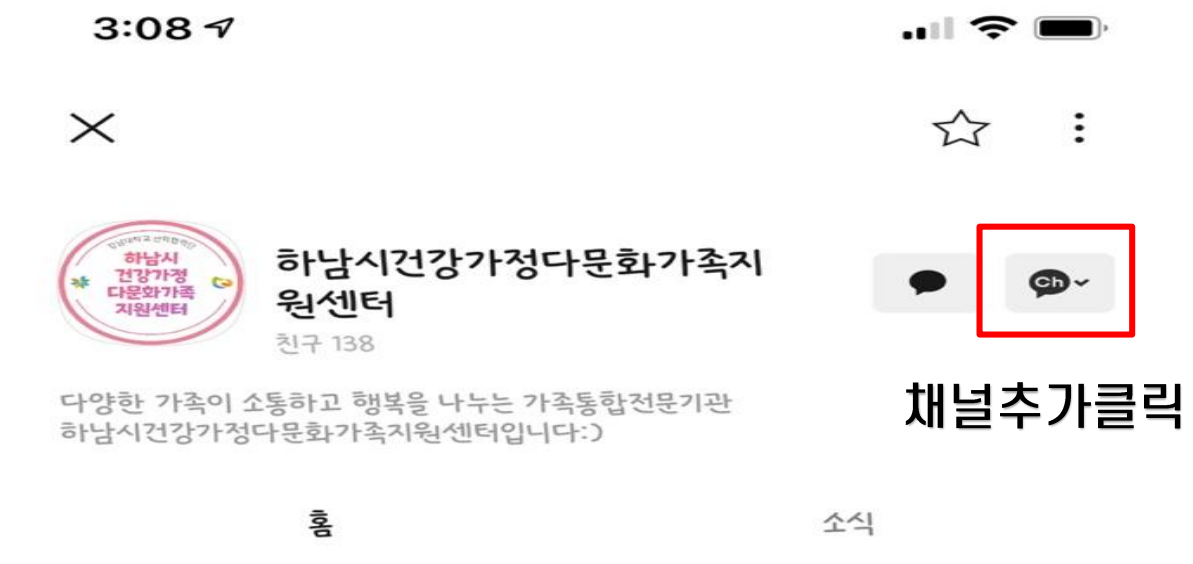 3:08
하남시
건강가정
다문화가족
지원센터
하남시건강가정다문화가족지
원센터
친구 138
Ch
채널추가클릭
다양한 가족이 소통하고 행복을 나누는 가족통합전문기관
하남시건강가정다문화가족지원센터입니다:)
홈
소식